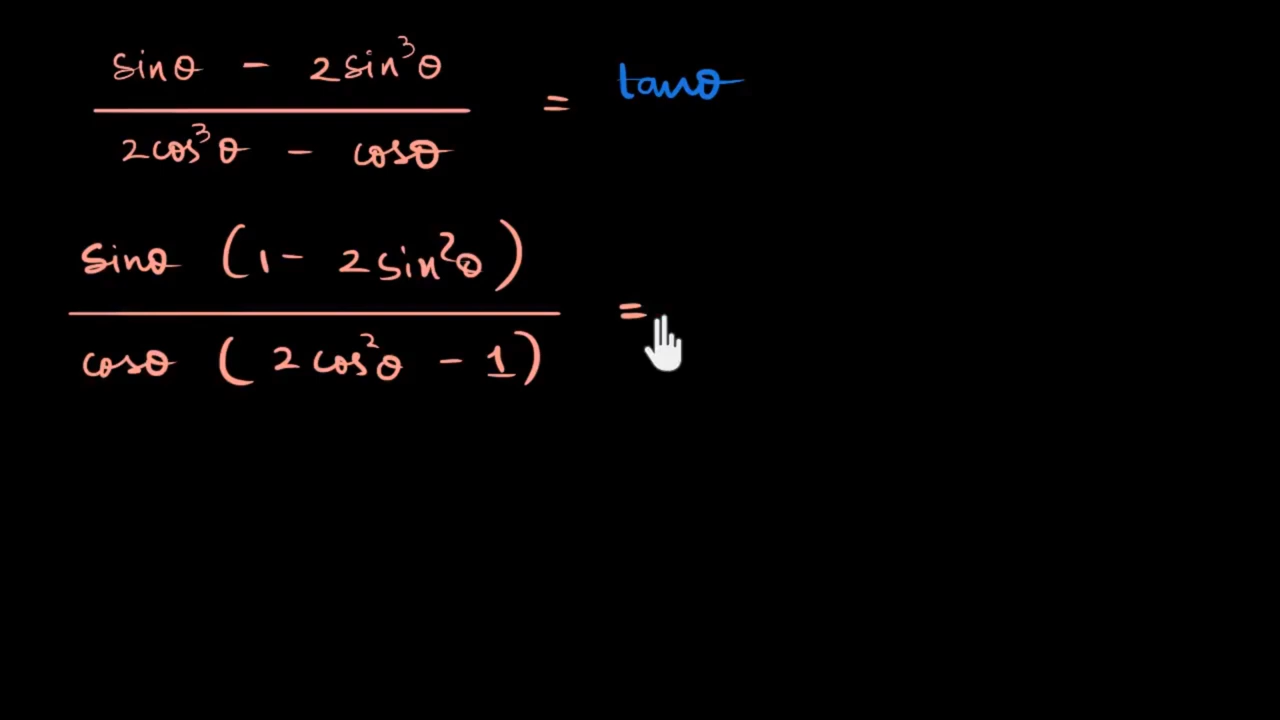 sinθ - 2sin³θ = tanθ
2cos³θ - cosθ
sinθ (1 - 2sin²θ) =
cosθ (2cos²θ - 1)